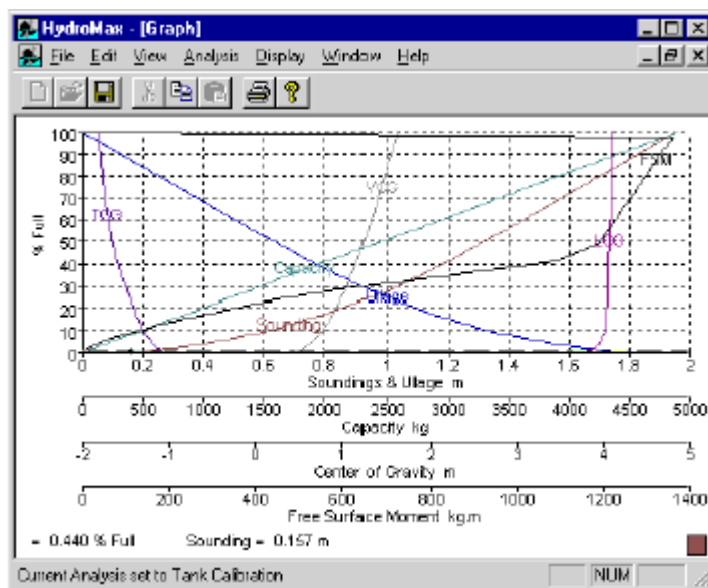 HydroMax - [Graph]
File Edit View Analysis Display Window Help
100
90
80
70
60
50
40
30
20
10
0
% Full
TCG
VCG
FSM
LCG
Capacity
Ullage
Sounding
0 0.2 0.4 0.6 0.8 1 1.2 1.4 1.6 1.8 2
Soundings & Ullage m
0 500 1000 1500 2000 2500 3000 3500 4000 4500 5000
Capacity kg
-2 -1 0 1 2 3 4 5
Center of Gravity m
0 200 400 600 800 1000 1200 1400
Free Surface Moment kg.m
= 0.440 % Full Sounding = 0.157 m
Current Analysis set to Tank Calibration
NUM